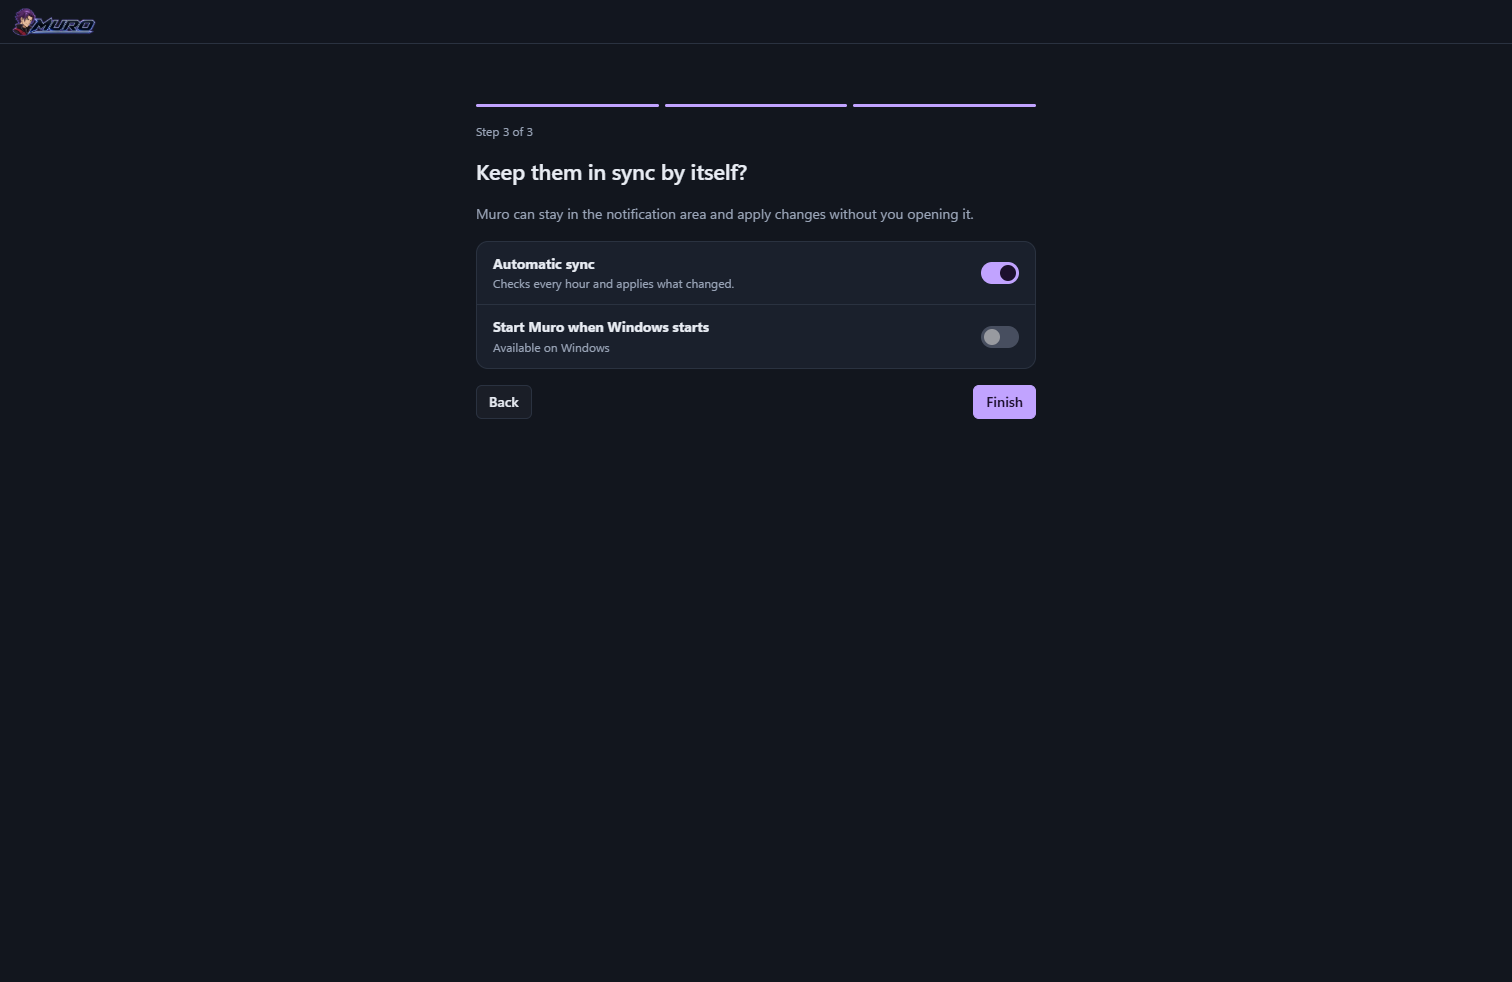 MURO
Step 3 of 3
Keep them in sync by itself?
Muro can stay in the notification area and apply changes without you opening it.
Automatic sync
Checks every hour and applies what changed.
Start Muro when Windows starts
Available on Windows
Back
Finish